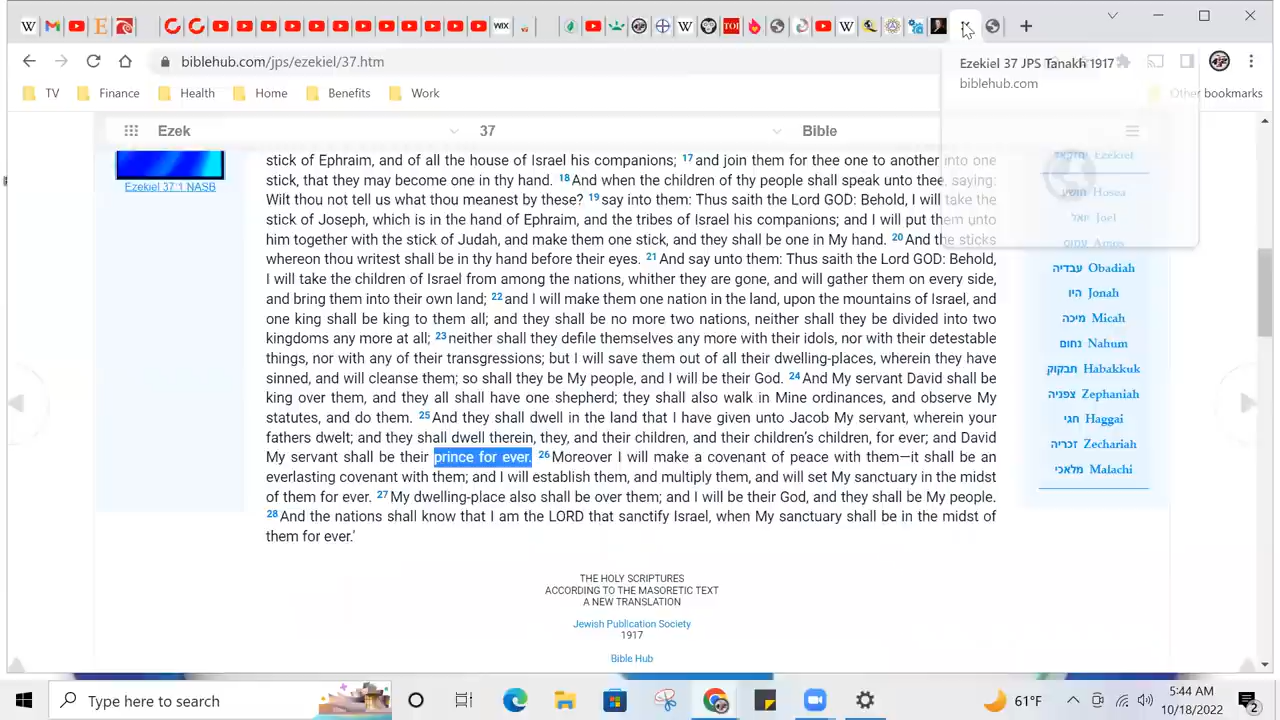 W
TOI
WIX
biblehub.com/jps/ezekiel/37.htm
Ezekiel 37 JPS Tanakh 1917
biblehub.com
TV
Finance
Health
Home
Benefits
Work
Other bookmarks
Ezek
37
Bible
Ezekiel 37:1 NASB
stick of Ephraim, and of all the house of Israel his companions; 17 and join them for thee one to another into one
stick, that they may become one in thy hand. 18 And when the children of thy people shall speak unto thee, saying:
Wilt thou not tell us what thou meanest by these? 19 say into them: Thus saith the Lord GOD: Behold, I will take the
stick of Joseph, which is in the hand of Ephraim, and the tribes of Israel his companions; and I will put them unto
him together with the stick of Judah, and make them one stick, and they shall be one in My hand. 20 And the sticks
whereon thou writest shall be in thy hand before their eyes. 21 And say unto them: Thus saith the Lord GOD: Behold,
I will take the children of Israel from among the nations, whither they are gone, and will gather them on every side,
and bring them into their own land; 22 and I will make them one nation in the land, upon the mountains of Israel, and
one king shall be king to them all; and they shall be no more two nations, neither shall they be divided into two
kingdoms any more at all; 23 neither shall they defile themselves any more with their idols, nor with their detestable
things, nor with any of their transgressions; but I will save them out of all their dwelling-places, wherein they have
sinned, and will cleanse them; so shall they be My people, and I will be their God. 24 And My servant David shall be
king over them, and they all shall have one shepherd; they shall also walk in Mine ordinances, and observe My
statutes, and do them. 25 And they shall dwell in the land that I have given unto Jacob My servant, wherein your
fathers dwelt; and they shall dwell therein, they, and their children, and their children's children, for ever; and David
My servant shall be their prince for ever. 26 Moreover I will make a covenant of peace with them—it shall be an
everlasting covenant with them; and I will establish them, and multiply them, and will set My sanctuary in the midst
of them for ever. 27 My dwelling-place also shall be over them; and I will be their God, and they shall be My people.
28 And the nations shall know that I am the LORD that sanctify Israel, when My sanctuary shall be in the midst of
them for ever.'
יחזקאל Ezekiel
הושע Hosea
יואל Joel
עמוס Amos
עבדיה Obadiah
Jonah
מיכה Micah
נחום Nahum
חבקוק Habakkuk
צפניה Zephaniah
חגי Haggai
זכריה Zechariah
מלאכי Malachi
THE HOLY SCRIPTURES
ACCORDING TO THE MASORETIC TEXT
A NEW TRANSLATION
Jewish Publication Society
1917
Bible Hub
Type here to search
61°F
5:44 AM
10/18/2022
2